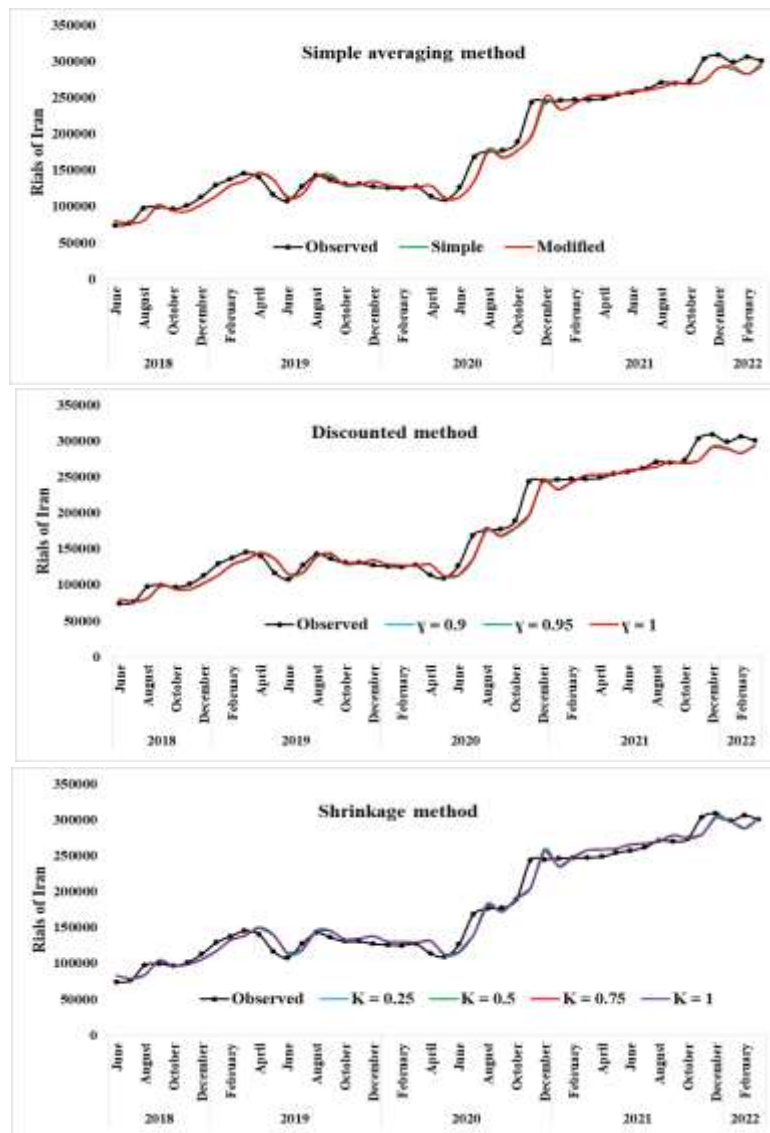 Simple averaging method
350000
300000
250000
200000
150000
100000
50000
0
Rials of Iran
Observed Simple Modified
June August October December February April June August October December February April June August October December February April June August October December February
2018 2019 2020 2021 2022
Discounted method
350000
300000
250000
200000
150000
100000
50000
0
Rials of Iran
Observed γ = 0.9 γ = 0.95 γ = 1
June August October December February April June August October December February April June August October December February April June August October December February
2018 2019 2020 2021 2022
Shrinkage method
350000
300000
250000
200000
150000
100000
50000
0
Rials of Iran
Observed K = 0.25 K = 0.5 K = 0.75 K = 1
June August October December February April June August October December February April June August October December February April June August October December February
2018 2019 2020 2021 2022